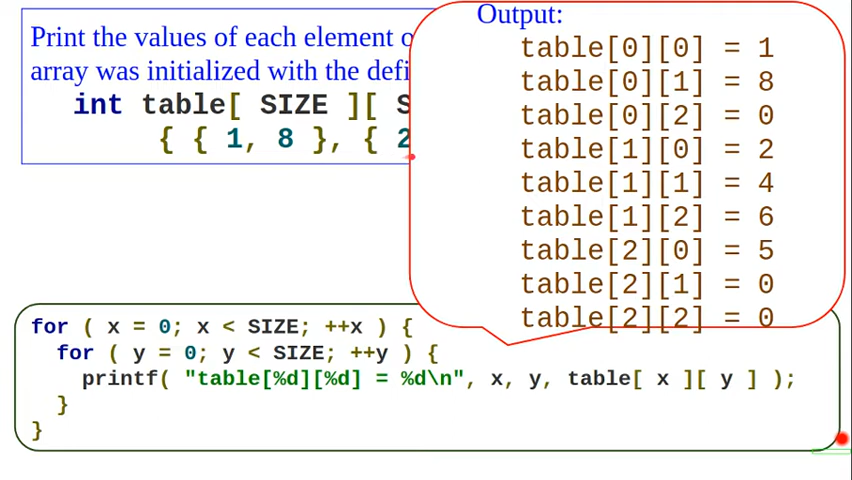 Print the values of each element
array was initialized with the
int table[ SIZE ][
{ { 1, 8 }, { 2
Output:
table[0][0] = 1
table[0][1] = 8
table[0][2] = 0
table[1][0] = 2
table[1][1] = 4
table[1][2] = 6
table[2][0] = 5
table[2][1] = 0
table[2][2] = 0
for ( x = 0; x < SIZE; ++x ) {
for ( y = 0; y < SIZE; ++y ) {
printf( "table[%d][%d] = %d\n", x, y, table[ x ][ y ] );
}
}